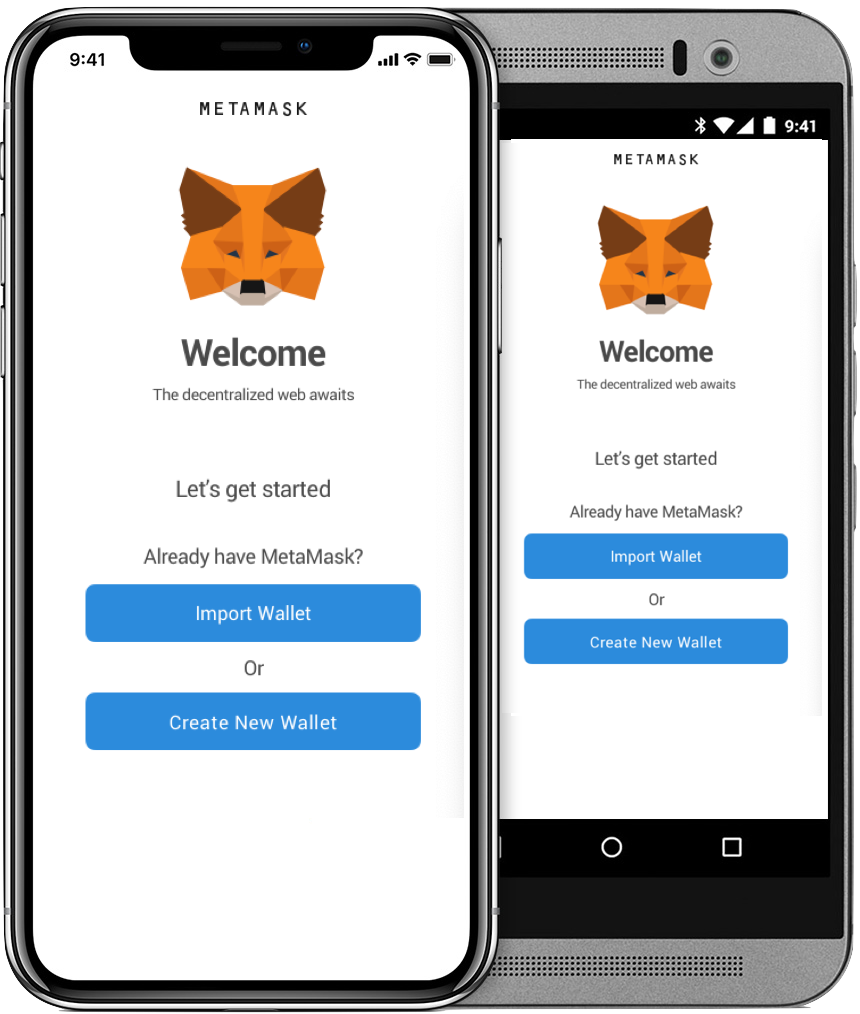 9:41
METAMASK
Welcome
The decentralized web awaits
Let's get started
Already have MetaMask?
Import Wallet
Or
Create New Wallet
9:41
METAMASK
Welcome
The decentralized web awaits
Let's get started
Already have MetaMask?
Import Wallet
Or
Create New Wallet